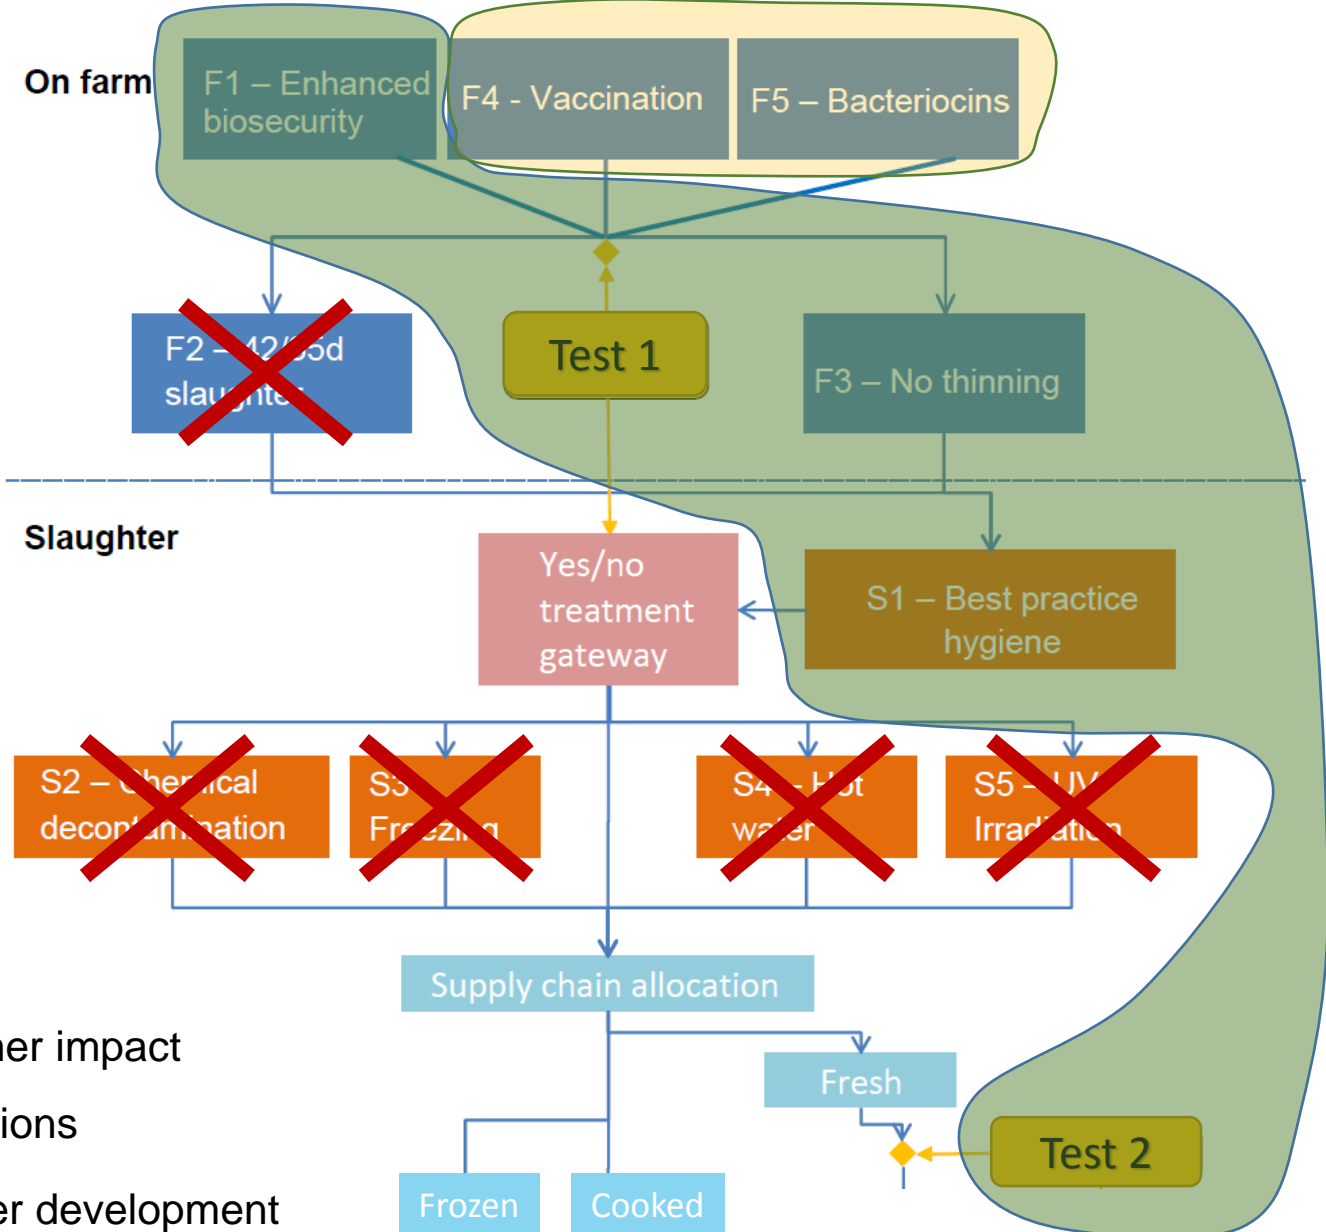 On farm
F1 – Enhanced
biosecurity
F4 - Vaccination
F5 – Bacteriocins
F2 – 42/35d
slaughter
Test 1
F3 – No thinning
Slaughter
Yes/no
treatment
gateway
S1 – Best practice
hygiene
S2 – Chemical
decontamination
S3
Freezing
S4 – Hot
water
S5 – UV
Irradiation
Supply chain allocation
Fresh
Test 2
Frozen
Cooked
ner impact
ions
er development